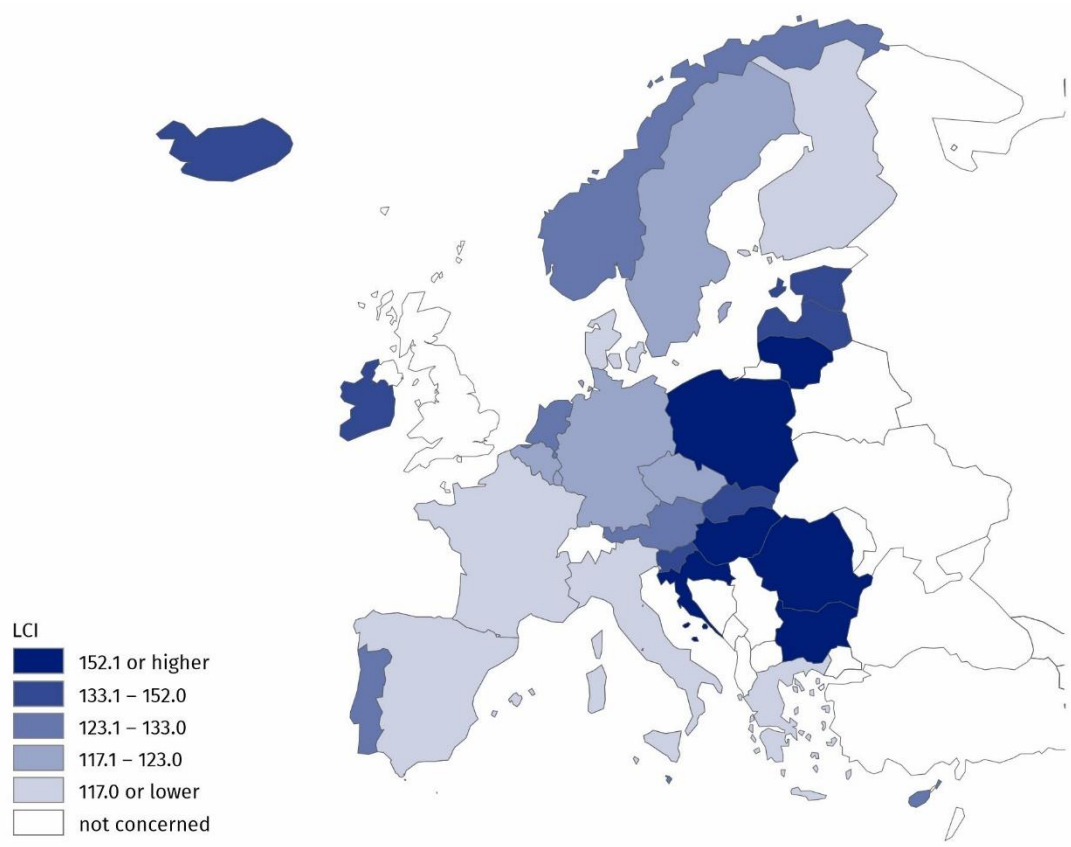 LCI
152.1 or higher
133.1 – 152.0
123.1 – 133.0
117.1 – 123.0
117.0 or lower
not concerned